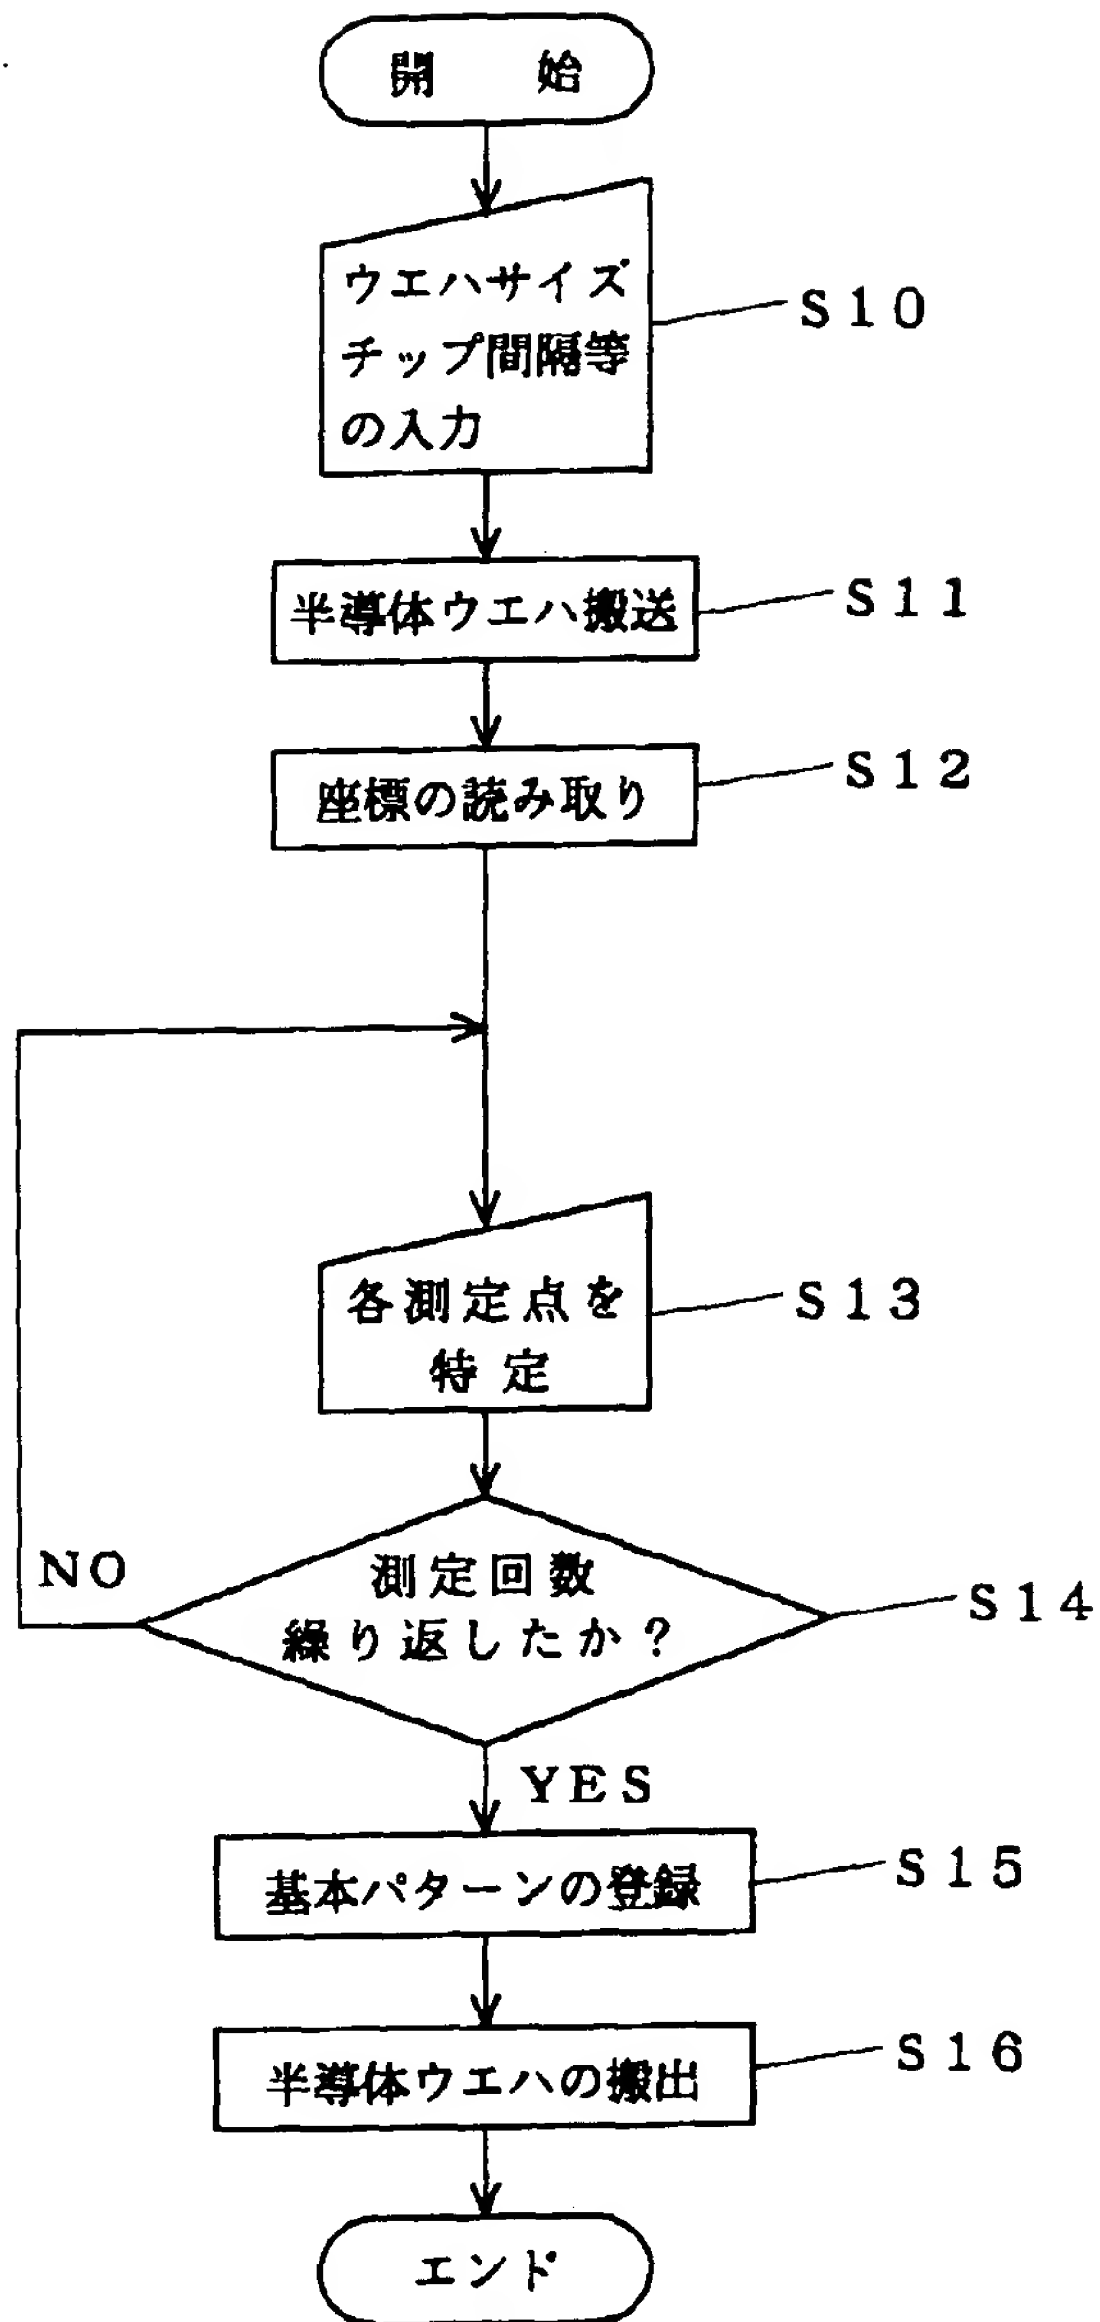 開 始
ウエハサイズ
チップ間隔等
の入力
S10
半導体ウエハ搬送
S11
座標の読み取り
S12
各測定点を
特定
S13
NO
測定回数
繰り返したか?
S14
YES
基本パターンの登録
S15
半導体ウエハの搬出
S16
エンド